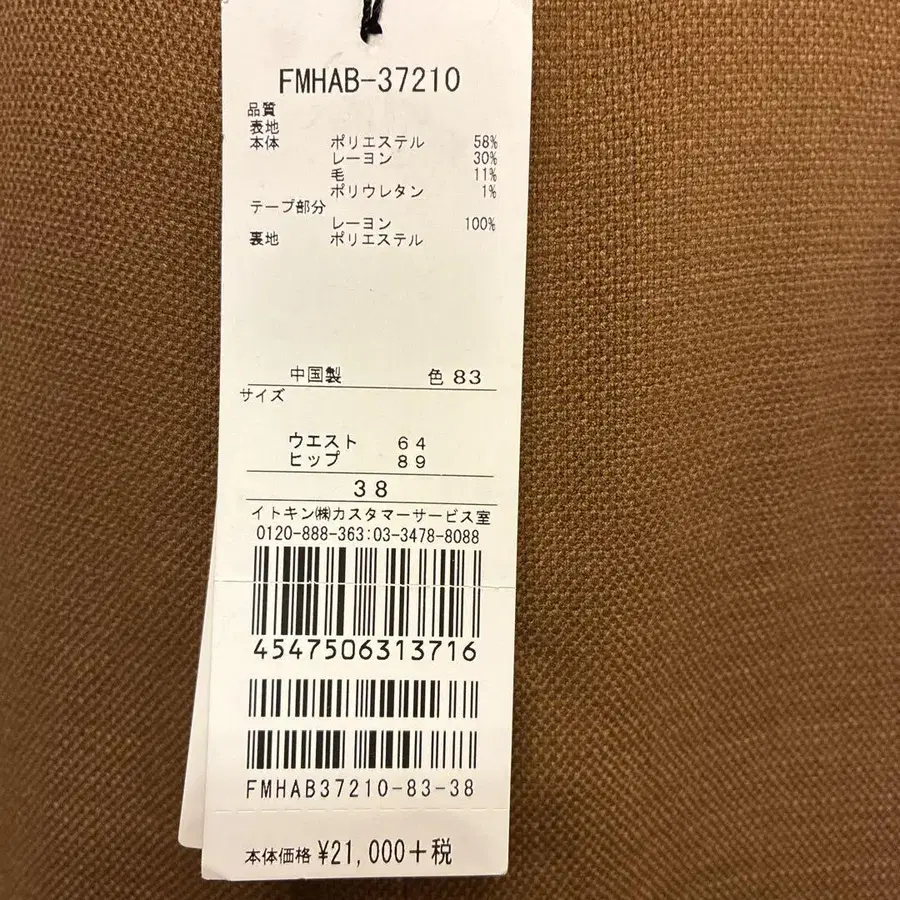 FMHAB-37210
品質
表地
本体 ポリエステル 58%
レーヨン 30%
毛 11%
ポリウレタン 1%
テープ部分
レーヨン 100%
裏地 ポリエステル
中国製 色 83
サイズ
ウエスト 64
ヒップ 89
38
イトキン㈱カスタマーサービス室
0120-888-363:03-3478-8088
4547506313716
FMHAB37210-83-38
本体価格 ¥21,000+税